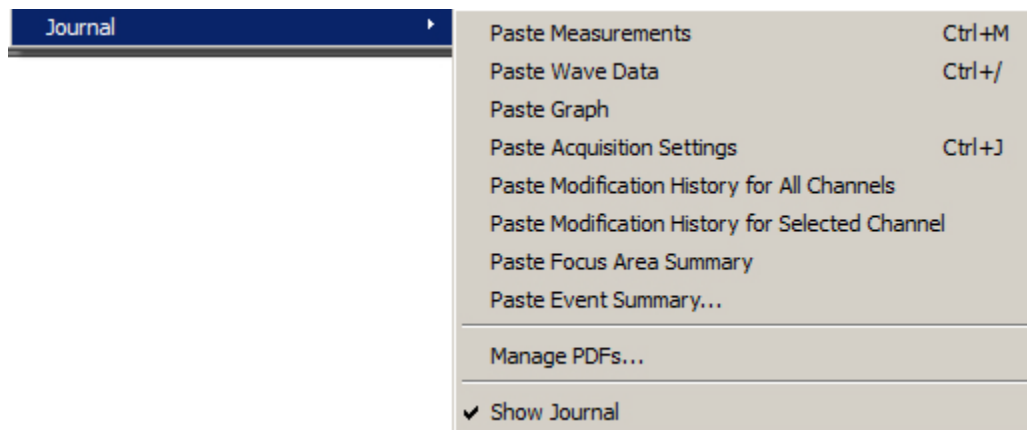 Journal
Paste Measurements Ctrl+M
Paste Wave Data Ctrl+/
Paste Graph
Paste Acquisition Settings Ctrl+J
Paste Modification History for All Channels
Paste Modification History for Selected Channel
Paste Focus Area Summary
Paste Event Summary...
Manage PDFs...
Show Journal